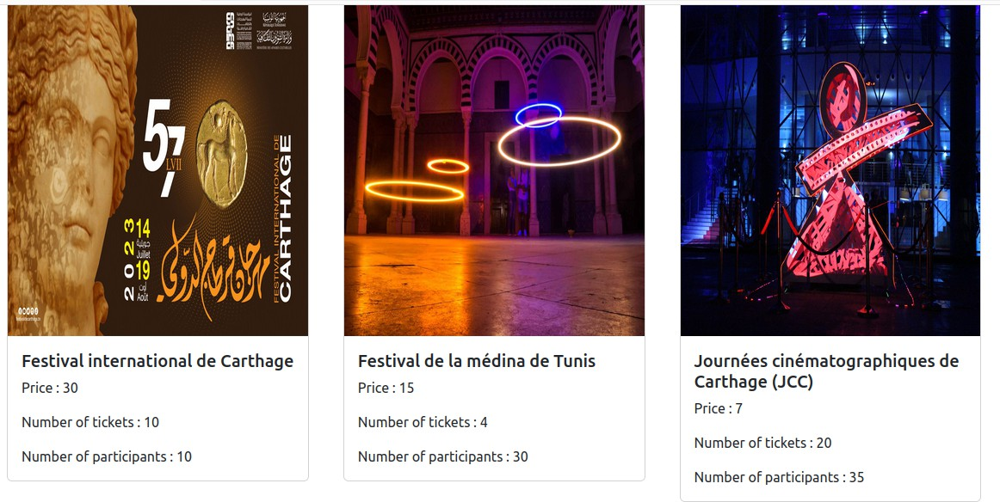 57
LVII
2023
14
جويلية
Juillet
19
أوت
Août
مهرجان قرطاج الدولي
FESTIVAL INTERNATIONAL DE
CARTHAGE
Festival international de Carthage
Price : 30
Number of tickets : 10
Number of participants : 10
Festival de la médina de Tunis
Price : 15
Number of tickets : 4
Number of participants : 30
Journées cinématographiques de
Carthage (JCC)
Price : 7
Number of tickets : 20
Number of participants : 35